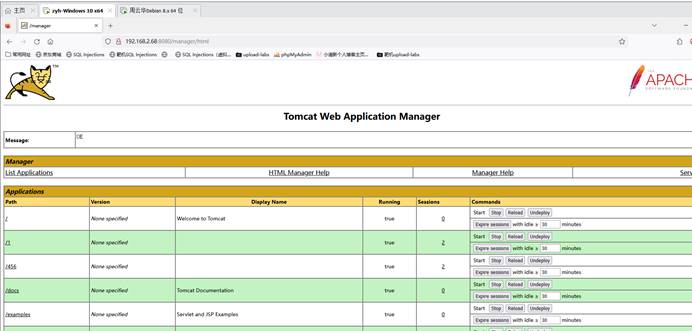 主页 zyh-Windows 10 x64 周云华Debian 8.x 64 位
/manager
192.168.2.68:8080/manager/html
常用网址 京东商城 SQL Injections 靶机SQL Injections SQL Injections (虚拟... upload-labs phpMyAdmin 小迪新个人博客主页... 靶机upload-labs
TM
THE
APACH
SOFTWARE FOUND
Tomcat Web Application Manager
Message: OK
Manager
List Applications HTML Manager Help Manager Help Serv
Applications
Path Version Display Name Running Sessions Commands
/ None specified Welcome to Tomcat true 0 Start Stop Reload Undeploy
Expire sessions with idle ≥ 30 minutes
/1 None specified true 2 Start Stop Reload Undeploy
Expire sessions with idle ≥ 30 minutes
/456 None specified true 2 Start Stop Reload Undeploy
Expire sessions with idle ≥ 30 minutes
/docs None specified Tomcat Documentation true 0 Start Stop Reload Undeploy
Expire sessions with idle ≥ 30 minutes
/examples None specified Servlet and JSP Examples true 0 Start Stop Reload Undeploy
Expire sessions with idle ≥ 30 minutes